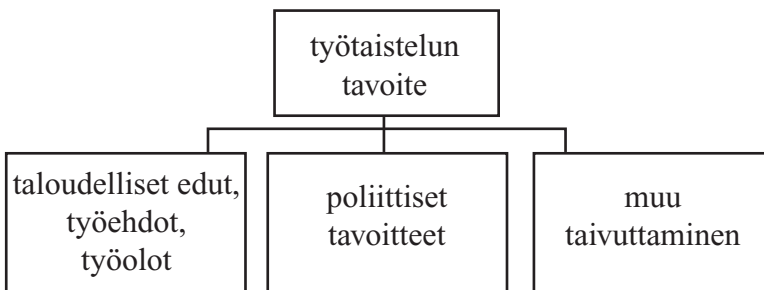 työtaistelun
tavoite
taloudelliset edut,
työehdot,
työolot
poliittiset
tavoitteet
muu
taivuttaminen